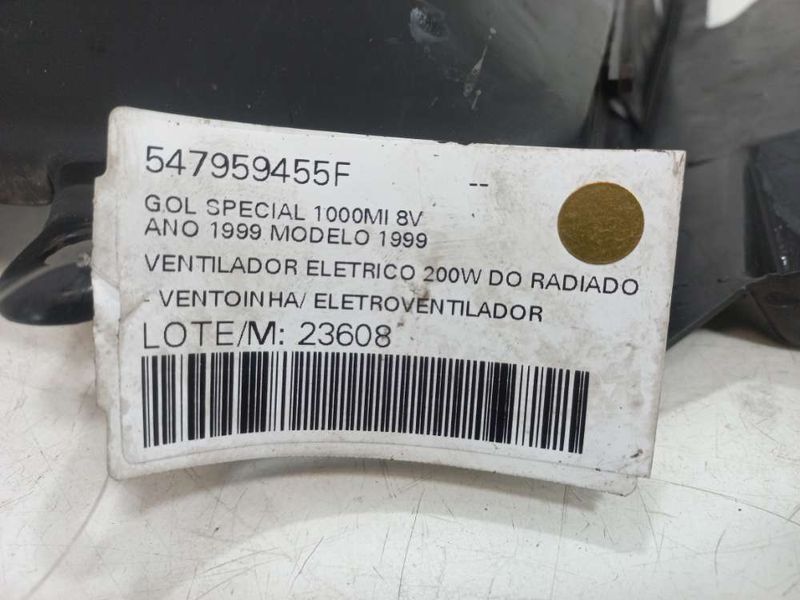 547959455F --
GOL SPECIAL 1000MI 8V
ANO 1999 MODELO 1999
VENTILADOR ELETRICO 200W DO RADIADO
- VENTOINHA/ ELETROVENTILADOR
LOTE/M: 23608